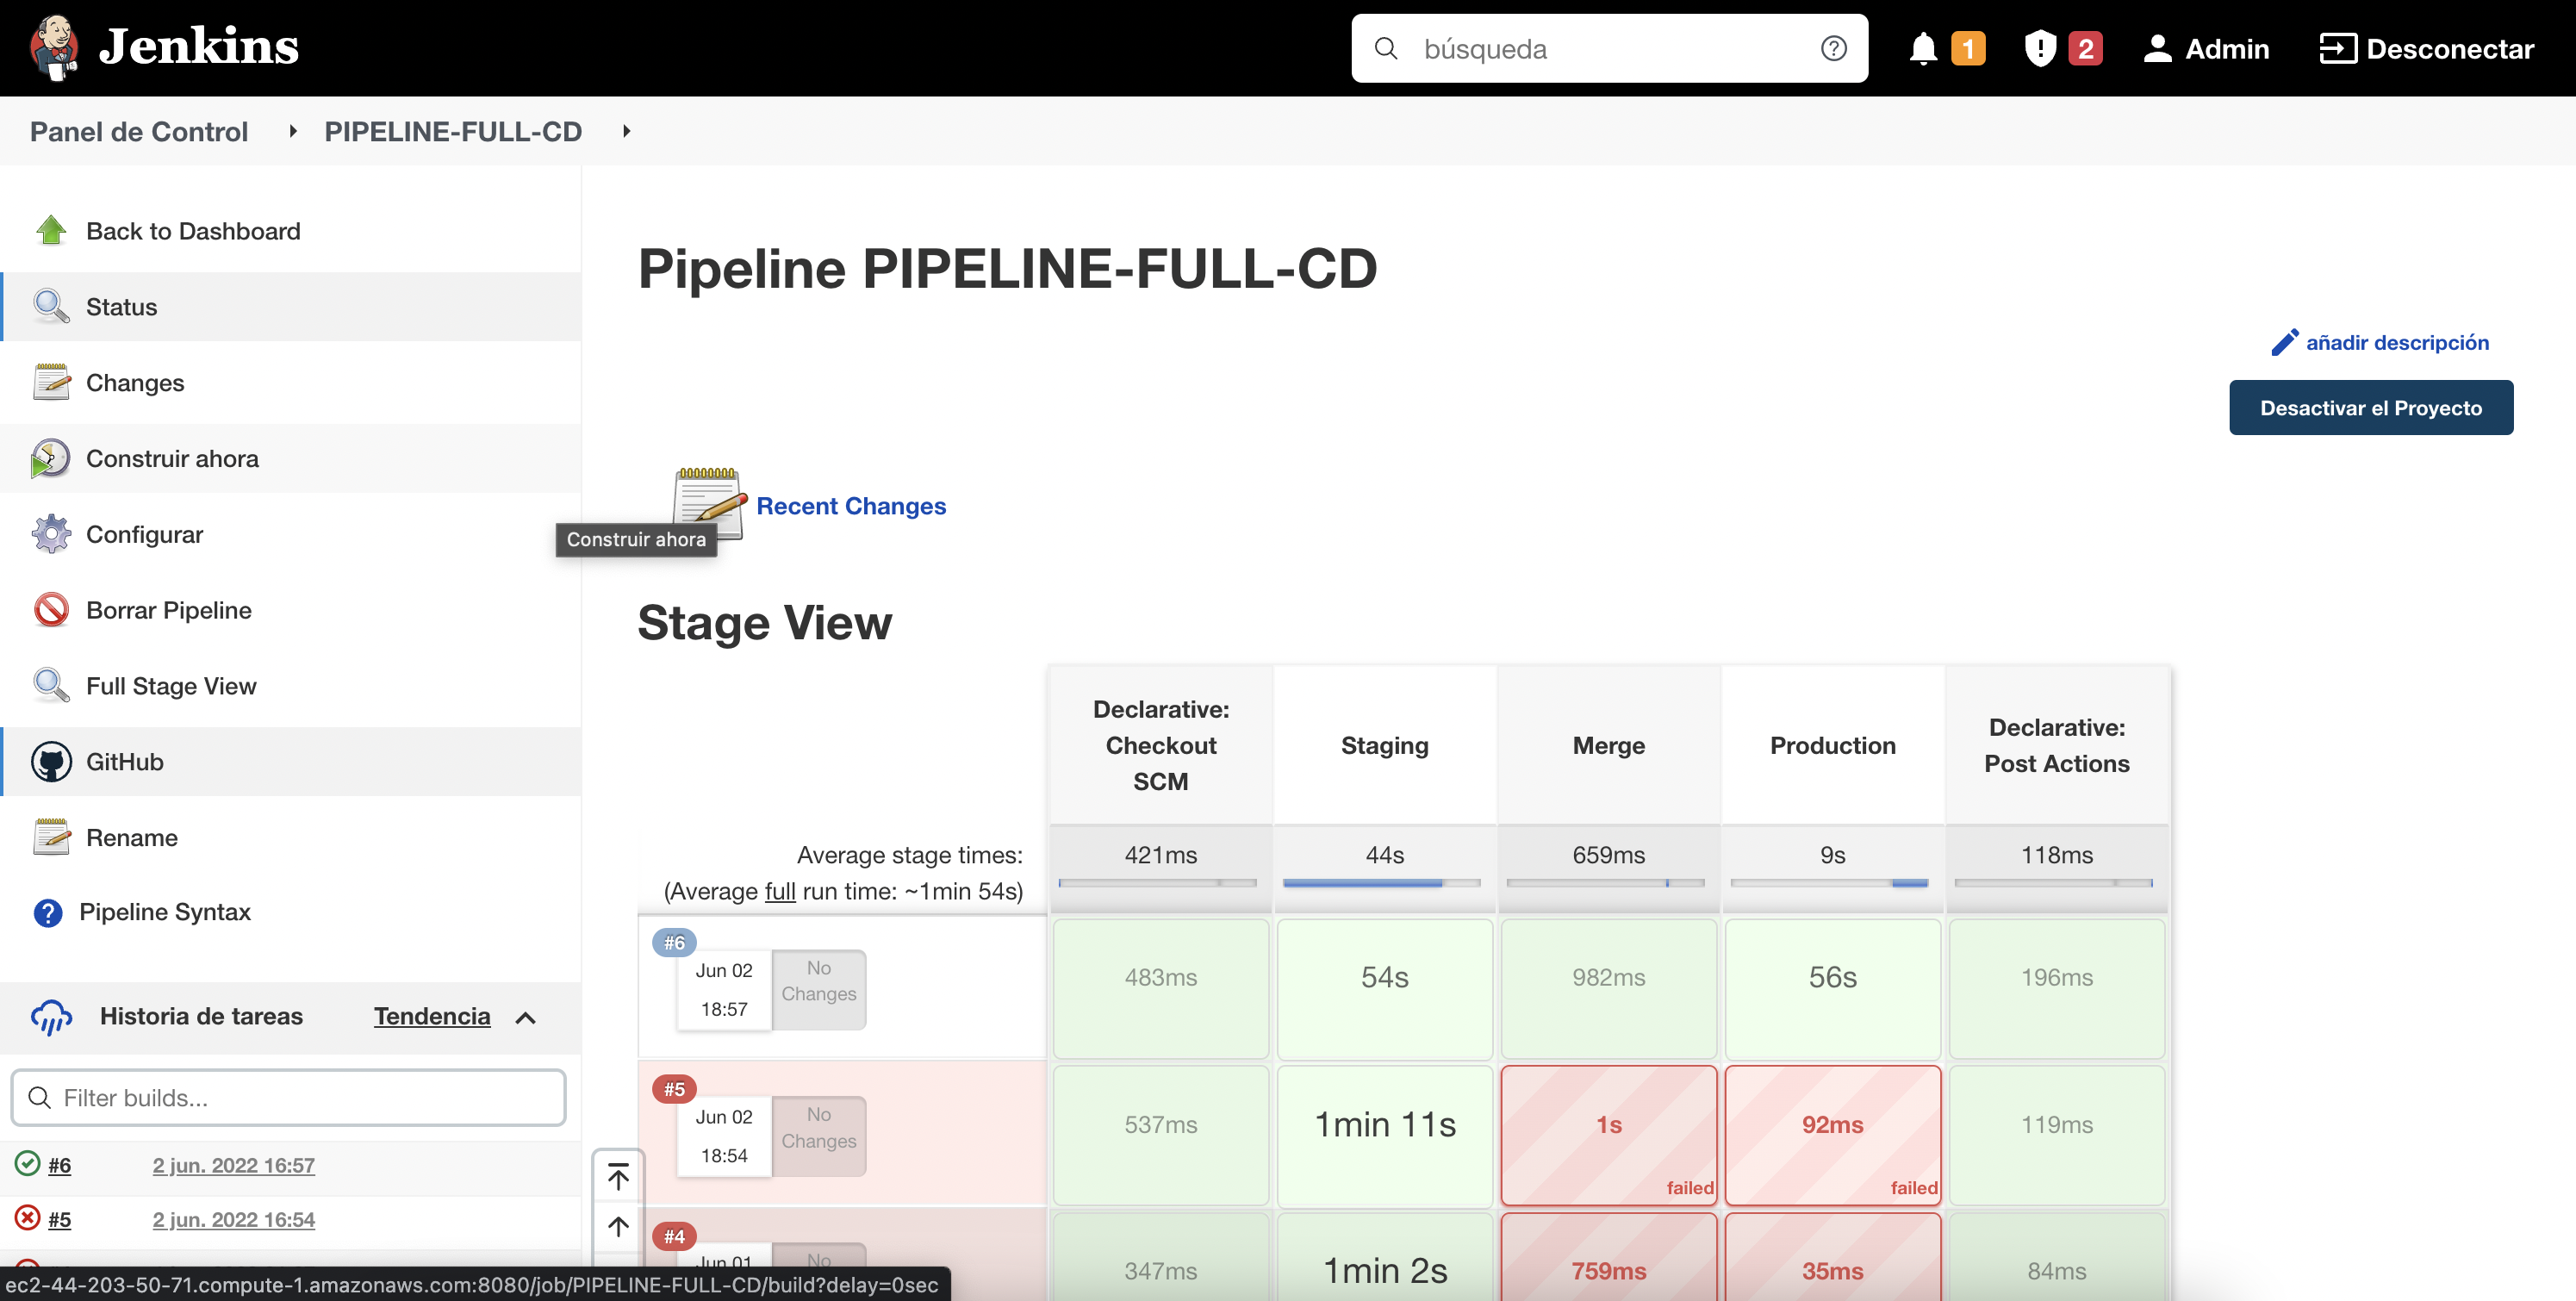 Jenkins
búsqueda
1
2
Admin
Desconectar
Panel de Control
PIPELINE-FULL-CD
Back to Dashboard
Status
Changes
Construir ahora
Configurar
Borrar Pipeline
Full Stage View
GitHub
Rename
Pipeline Syntax
Historia de tareas
Tendencia
Filter builds...
#6
2 jun. 2022 16:57
#5
2 jun. 2022 16:54
Pipeline PIPELINE-FULL-CD
añadir descripción
Desactivar el Proyecto
Recent Changes
Construir ahora
Stage View
Declarative:
Checkout
SCM
Staging
Merge
Production
Declarative:
Post Actions
Average stage times:
(Average full run time: ~1min 54s)
421ms
44s
659ms
9s
118ms
#6
Jun 02
18:57
No
Changes
483ms
54s
982ms
56s
196ms
#5
Jun 02
18:54
No
Changes
537ms
1min 11s
1s
failed
92ms
failed
119ms
#4
Jun 01
No
347ms
1min 2s
759ms
35ms
84ms
ec2-44-203-50-71.compute-1.amazonaws.com:8080/job/PIPELINE-FULL-CD/build?delay=0sec